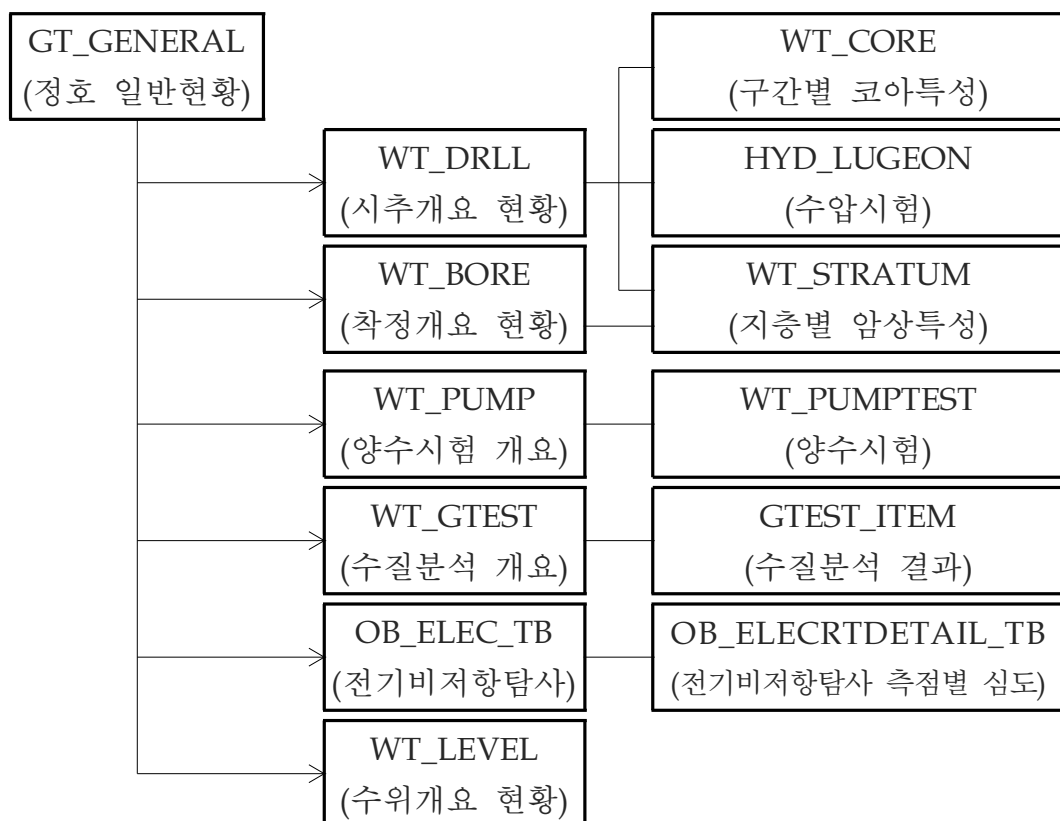 GT_GENERAL
(정호 일반현황)
WT_CORE
(구간별 코아특성)
WT_DRLL
(시추개요 현황)
HYD_LUGEON
(수압시험)
WT_BORE
(착정개요 현황)
WT_STRATUM
(지층별 암상특성)
WT_PUMP
(양수시험 개요)
WT_PUMPTEST
(양수시험)
WT_GTEST
(수질분석 개요)
GTEST_ITEM
(수질분석 결과)
OB_ELEC_TB
(전기비저항탐사)
OB_ELECRTDETAIL_TB
(전기비저항탐사 측점별 심도)
WT_LEVEL
(수위개요 현황)